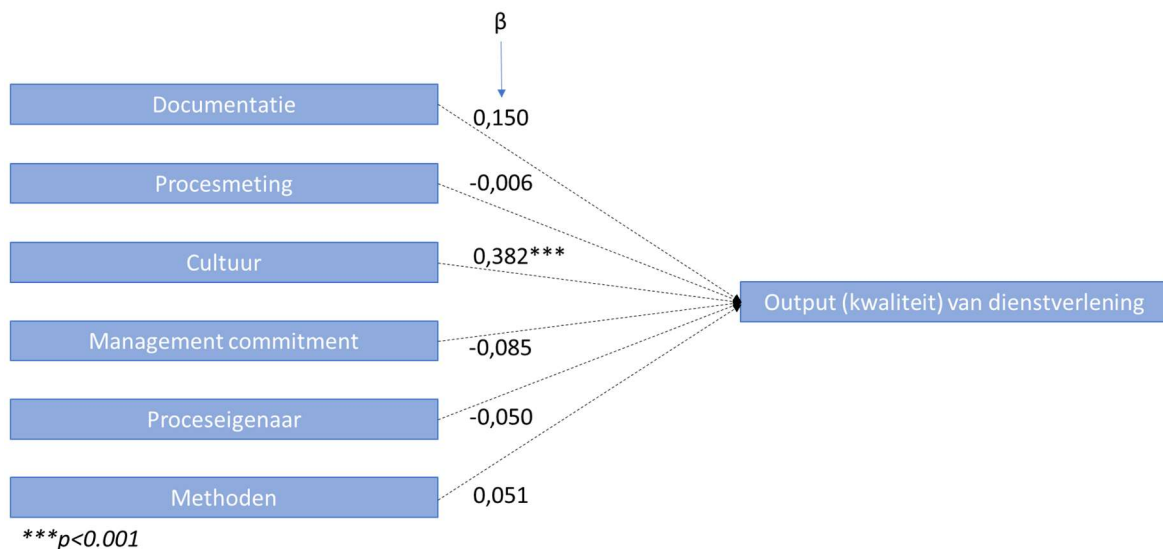 β
Documentatie
0,150
Procesmeting
-0,006
Cultuur
0,382***
Output (kwaliteit) van dienstverlening
Management commitment
-0,085
Proceseigenaar
-0,050
Methoden
0,051
***p<0.001